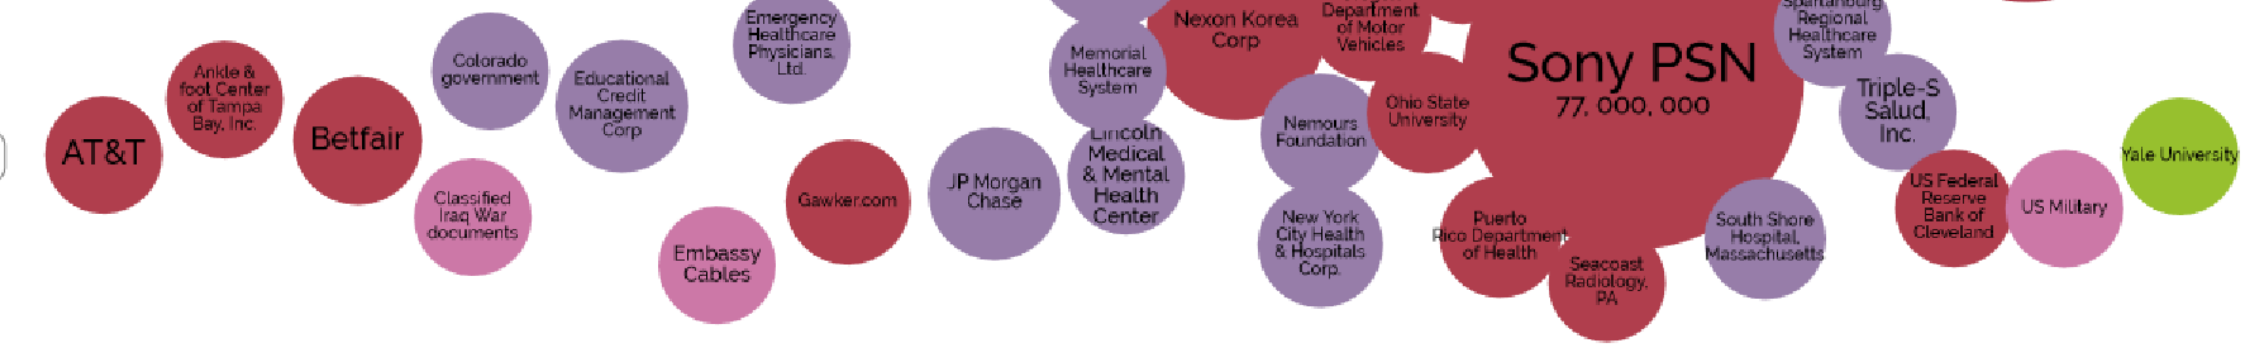 AT&T
Ankle &
foot Center
of Tampa
Bay, Inc.
Betfair
Colorado
government
Classified
Iraq War
documents
Educational
Credit
Management
Corp
Embassy
Cables
Emergency
Healthcare
Physicians,
Ltd.
Gawker.com
JP Morgan
Chase
Memorial
Healthcare
System
Lincoln
Medical
& Mental
Health
Center
Nexon Korea
Corp
Department
of Motor
Vehicles
Nemours
Foundation
New York
City Health
& Hospitals
Corp.
Ohio State
University
Sony PSN
77, 000, 000
Puerto
Rico Department
of Health
Seacoast
Radiology,
PA
South Shore
Hospital,
Massachusetts
Spartanburg
Regional
Healthcare
System
Triple-S
Salud,
Inc.
US Federal
Reserve
Bank of
Cleveland
US Military
Yale University